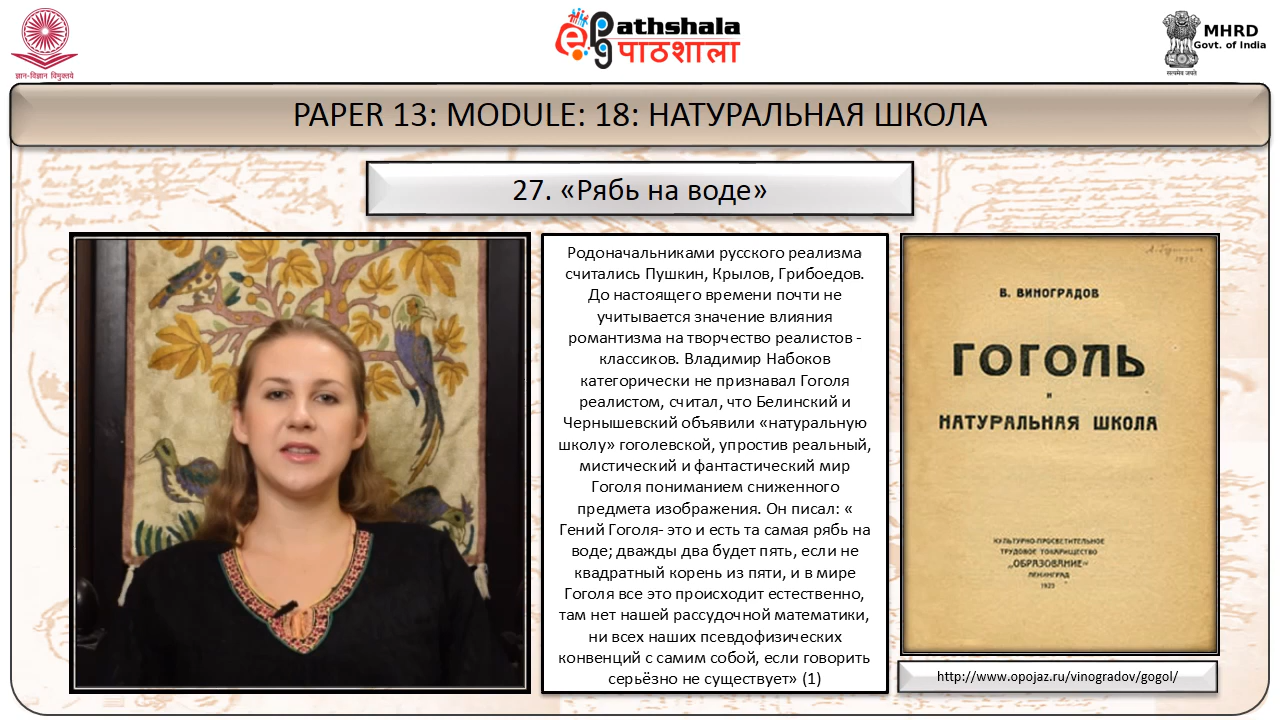 ज्ञान-विज्ञान विमुक्तये
ePathshala
पाठशाला
MHRD
Govt. of India
सत्यमेव जयते
PAPER 13: MODULE: 18: НАТУРАЛЬНАЯ ШКОЛА
27. «Рябь на воде»
Родоначальниками русского реализма
считались Пушкин, Крылов, Грибоедов.
До настоящего времени почти не
учитывается значение влияния
романтизма на творчество реалистов -
классиков. Владимир Набоков
категорически не признавал Гоголя
реалистом, считал, что Белинский и
Чернышевский объявили «натуральную
школу» гоголевской, упростив реальный,
мистический и фантастический мир
Гоголя пониманием сниженного
предмета изображения. Он писал: «
Гений Гоголя- это и есть та самая рябь на
воде; дважды два будет пять, если не
квадратный корень из пяти, и в мире
Гоголя все это происходит естественно,
там нет нашей рассудочной математики,
ни всех наших псевдофизических
конвенций с самим собой, если говорить
серьёзно не существует» (1)
В. ВИНОГРАДОВ
ГОГОЛЬ
и
НАТУРАЛЬНАЯ ШКОЛА
КУЛЬТУРНО-ПРОСВЕТИТЕЛЬНОЕ
ТРУДОВОЕ ТОВАРИЩЕСТВО
„ОБРАЗОВАНИЕ“
ЛЕНИНГРАД
1925
http://www.opojaz.ru/vinogradov/gogol/